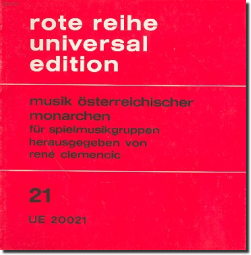 rote reihe
universal
edition
musik österreichischer
monarchen
für spielmusikgruppen
herausgegeben von
rené clemencic
21
UE 20021